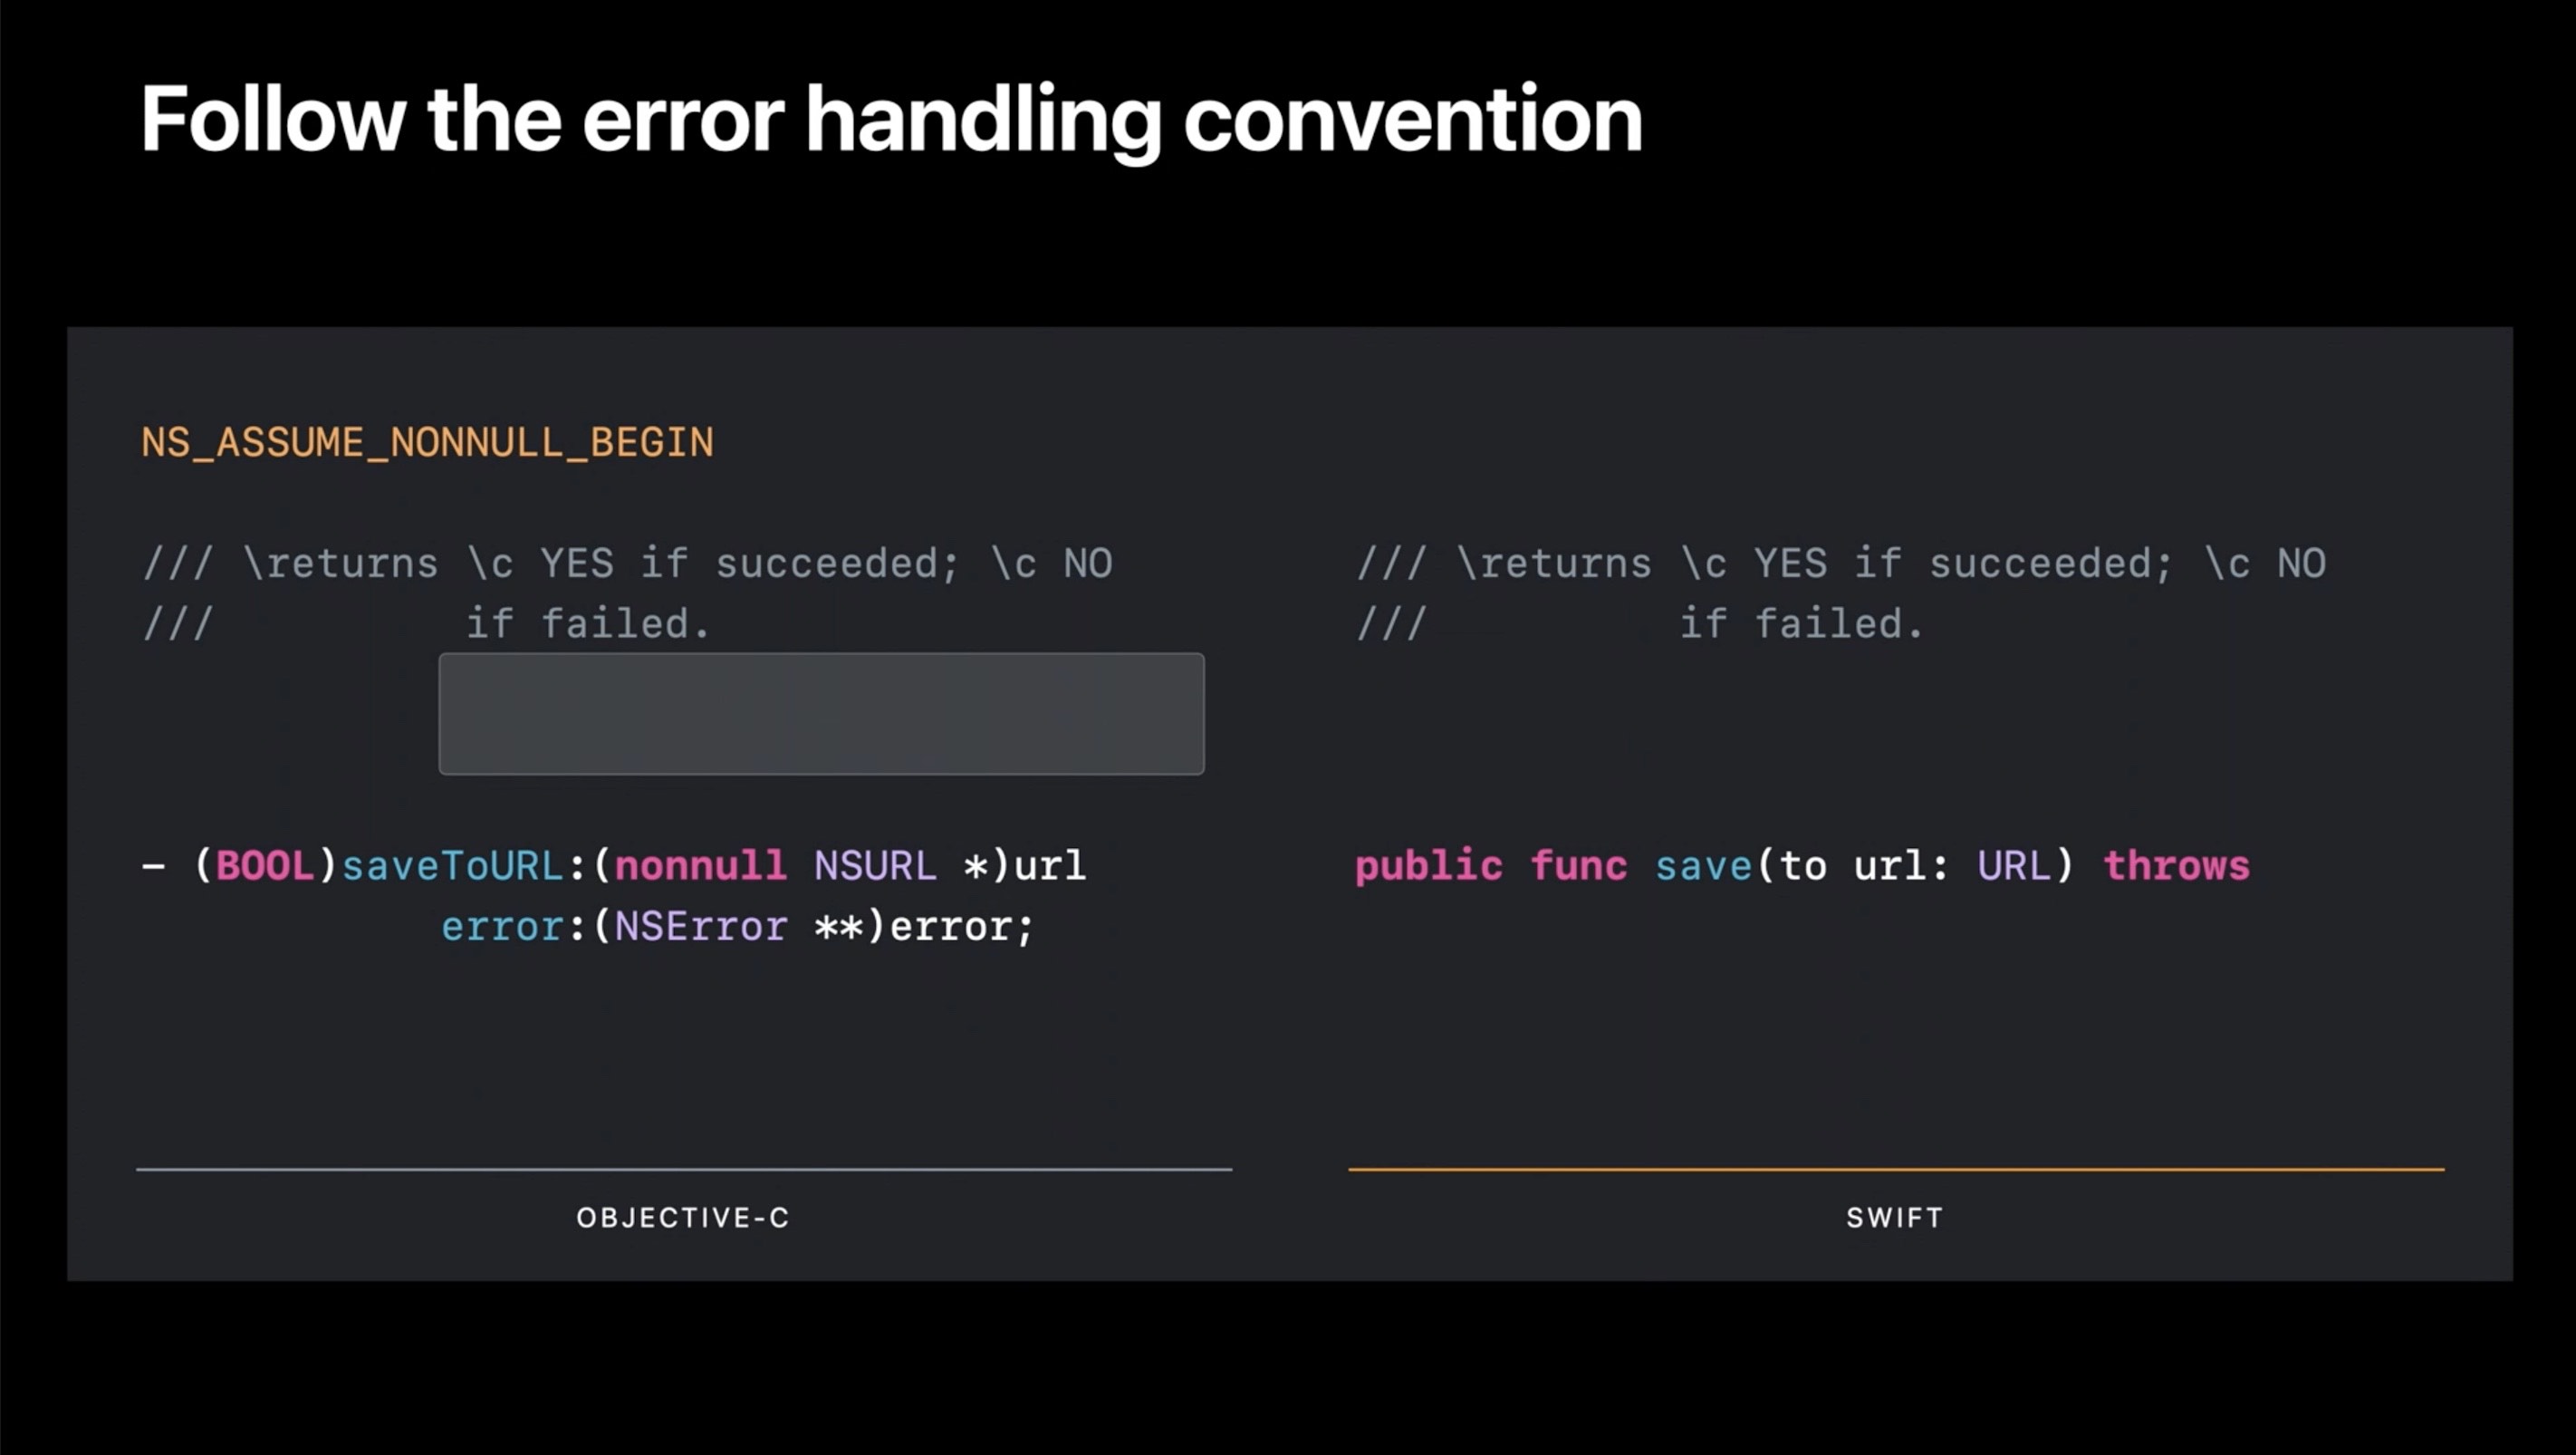 Follow the error handling convention
NS_ASSUME_NONNULL_BEGIN
/// \returns \c YES if succeeded; \c NO
///          if failed.
- (BOOL)saveToURL:(nonnull NSURL *)url
            error:(NSError **)error;
OBJECTIVE-C
/// \returns \c YES if succeeded; \c NO
///          if failed.
public func save(to url: URL) throws
SWIFT